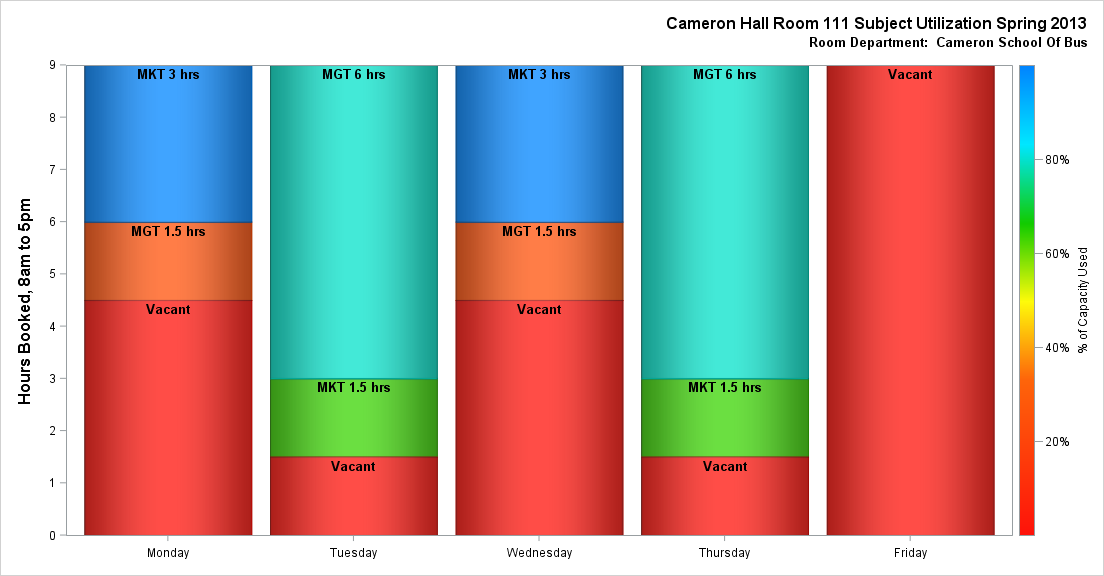 Cameron Hall Room 111 Subject Utilization Spring 2013
Room Department:  Cameron School Of Bus
Hours Booked, 8am to 5pm
9
8
7
6
5
4
3
2
1
0
MKT 3 hrs
MGT 1.5 hrs
Vacant
MGT 6 hrs
MKT 1.5 hrs
Vacant
MKT 3 hrs
MGT 1.5 hrs
Vacant
MGT 6 hrs
MKT 1.5 hrs
Vacant
Vacant
Monday
Tuesday
Wednesday
Thursday
Friday
80%
60%
40%
20%
% of Capacity Used